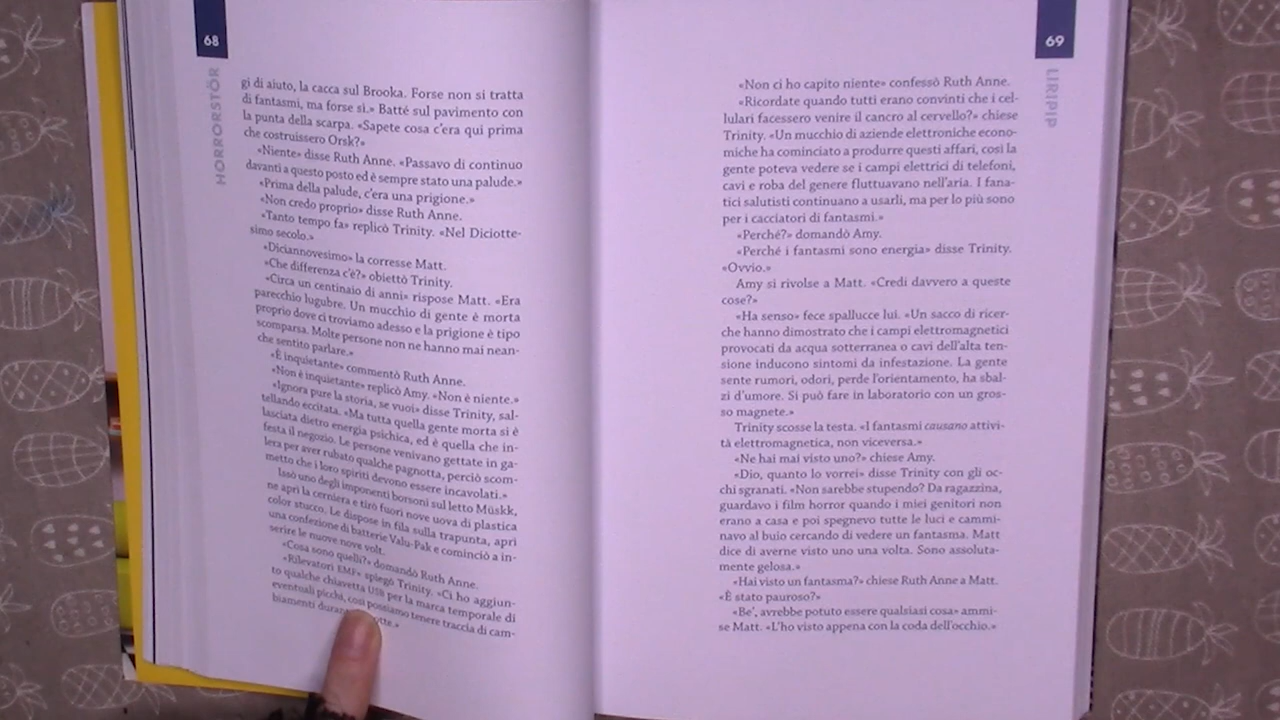 68
HORRORSTÖR
gi di aiuto, la cacca sul Brooka. Forse non si tratta
di fantasmi, ma forse sì.» Batté sul pavimento con
la punta della scarpa. «Sapete cosa c'era qui prima
che costruissero Orsk?»
«Niente» disse Ruth Anne. «Passavo di continuo
davanti a questo posto ed è sempre stato una palude.»
«Prima della palude, c'era una prigione.»
«Non credo proprio» disse Ruth Anne.
«Tanto tempo fa» replicò Trinity. «Nel Diciotte-
simo secolo.»
«Diciannovesimo» la corresse Matt.
«Che differenza c'è?» obiettò Trinity.
«Circa un centinaio di anni» rispose Matt. «Era
parecchio lugubre. Un mucchio di gente è morta
proprio dove ci troviamo adesso e la prigione è tipo
scomparsa. Molte persone non ne hanno mai nean-
che sentito parlare.»
«È inquietante» commentò Ruth Anne.
«Non è inquietante» replicò Amy. «Non è niente.»
«Ignora pure la storia, se vuoi» disse Trinity, sal-
tellando eccitata. «Ma tutta quella gente morta si è
lasciata dietro energia psichica, ed è quella che in-
festa il negozio. Le persone venivano gettate in ga-
lera per aver rubato qualche pagnotta, perciò scom-
metto che i loro spiriti devono essere incavolati.»
Issò uno degli imponenti borsoni sul letto Müskk,
ne aprì la cerniera e tirò fuori nove uova di plastica
color stucco. Le dispose in fila sulla trapunta, aprì
una confezione di batterie Valu-Pak e cominciò a in-
serire le nuove nove volt.
«Cosa sono quelli?» domandò Ruth Anne.
«Rilevatori EMF» spiegò Trinity. «Ci ho aggiun-
to qualche chiavetta USB per la marca temporale di
eventuali picchi, così possiamo tenere traccia di cam-
biamenti
69
LIRIPIP
«Non ci ho capito niente» confessò Ruth Anne.
«Ricordate quando tutti erano convinti che i cel-
lulari facessero venire il cancro al cervello?» chiese
Trinity. «Un mucchio di aziende elettroniche econo-
miche ha cominciato a produrre questi affari, così la
gente poteva vedere se i campi elettrici di telefoni,
cavi e roba del genere fluttuavano nell'aria. I fana-
tici salutisti continuano a usarli, ma per lo più sono
per i cacciatori di fantasmi.»
«Perché?» domandò Amy.
«Perché i fantasmi sono energia» disse Trinity.
«Ovvio.»
Amy si rivolse a Matt. «Credi davvero a queste
cose?»
«Ha senso» fece spallucce lui. «Un sacco di ricer-
che hanno dimostrato che i campi elettromagnetici
provocati da acqua sotterranea o cavi dell'alta ten-
sione inducono sintomi da infestazione. La gente
sente rumori, odori, perde l'orientamento, ha sbal-
zi d'umore. Si può fare in laboratorio con un gros-
so magnete.»
Trinity scosse la testa. «I fantasmi causano attivi-
tà elettromagnetica, non viceversa.»
«Ne hai mai visto uno?» chiese Amy.
«Dio, quanto lo vorrei» disse Trinity con gli oc-
chi sgranati. «Non sarebbe stupendo? Da ragazzina,
guardavo i film horror quando i miei genitori non
erano a casa e poi spegnevo tutte le luci e cammi-
navo al buio cercando di vedere un fantasma. Matt
dice di averne visto uno una volta. Sono assoluta-
mente gelosa.»
«Hai visto un fantasma?» chiese Ruth Anne a Matt.
«È stato pauroso?»
«Be', avrebbe potuto essere qualsiasi cosa» ammi-
se Matt. «L'ho visto appena con la coda dell'occhio.»